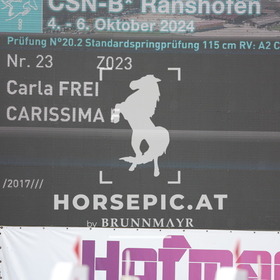 CSN-B* Ranshofen
4. - 6. Oktober 2024
Prüfung N°20.2 Standardspringprüfung 115 cm RV: A2 C
Nr. 23 7023
Carla FREI
CARISSIMA
/2017///
HORSEPIC.AT
by BRUNNMAYR